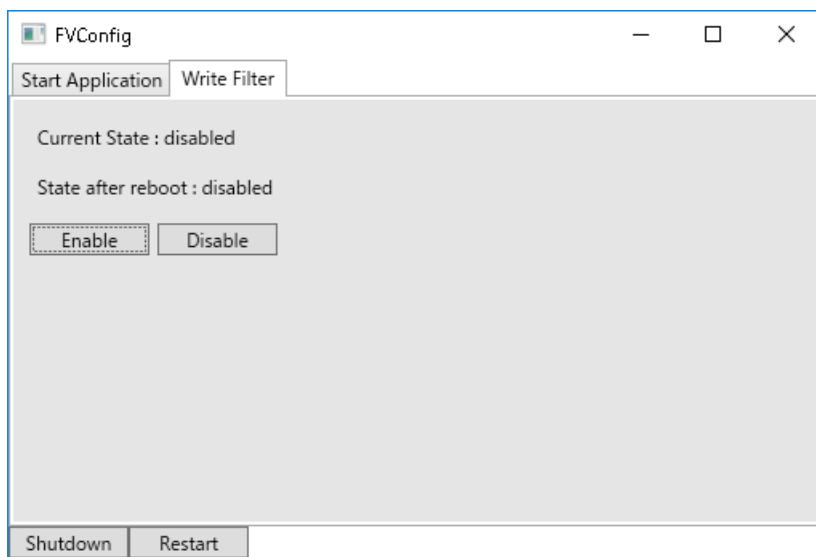 FVConfig
Start Application Write Filter
Current State : disabled
State after reboot : disabled
Enable Disable
Shutdown Restart